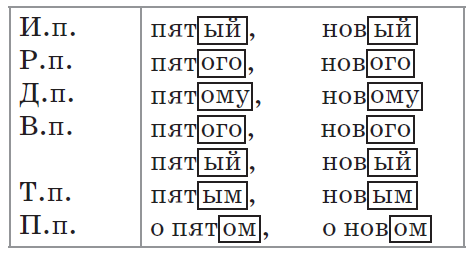 И.п. пятый, новый
Р.п. пятого, нового
Д.п. пятому, новому
В.п. пятого, нового
пятый, новый
Т.п. пятым, новым
П.п. о пятом, о новом